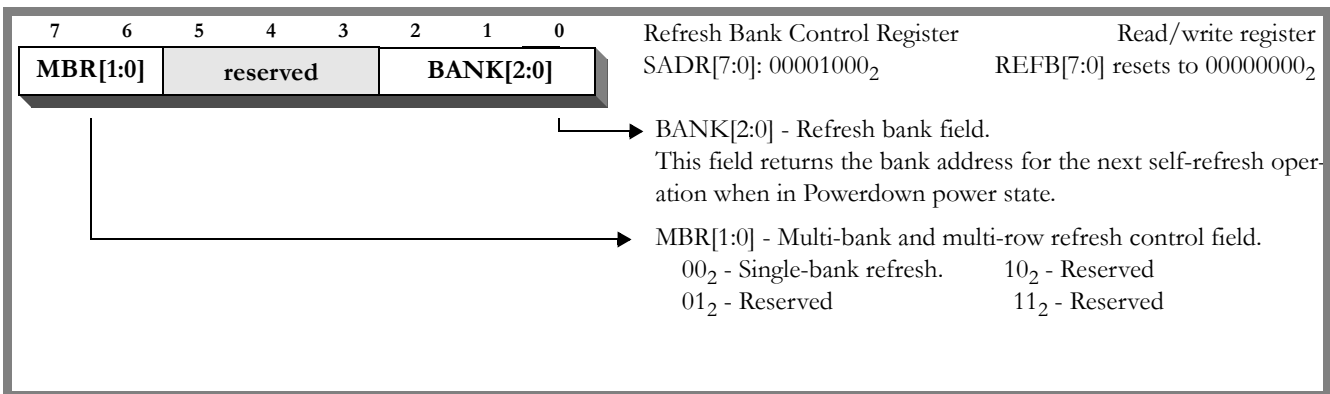 7 6 5 4 3 2 1 0
MBR[1:0] reserved BANK[2:0]
Refresh Bank Control Register Read/write register
SADR[7:0]: 00001000₂ REFB[7:0] resets to 00000000₂
BANK[2:0] - Refresh bank field.
This field returns the bank address for the next self-refresh oper-
ation when in Powerdown power state.
MBR[1:0] - Multi-bank and multi-row refresh control field.
00₂ - Single-bank refresh. 10₂ - Reserved
01₂ - Reserved 11₂ - Reserved